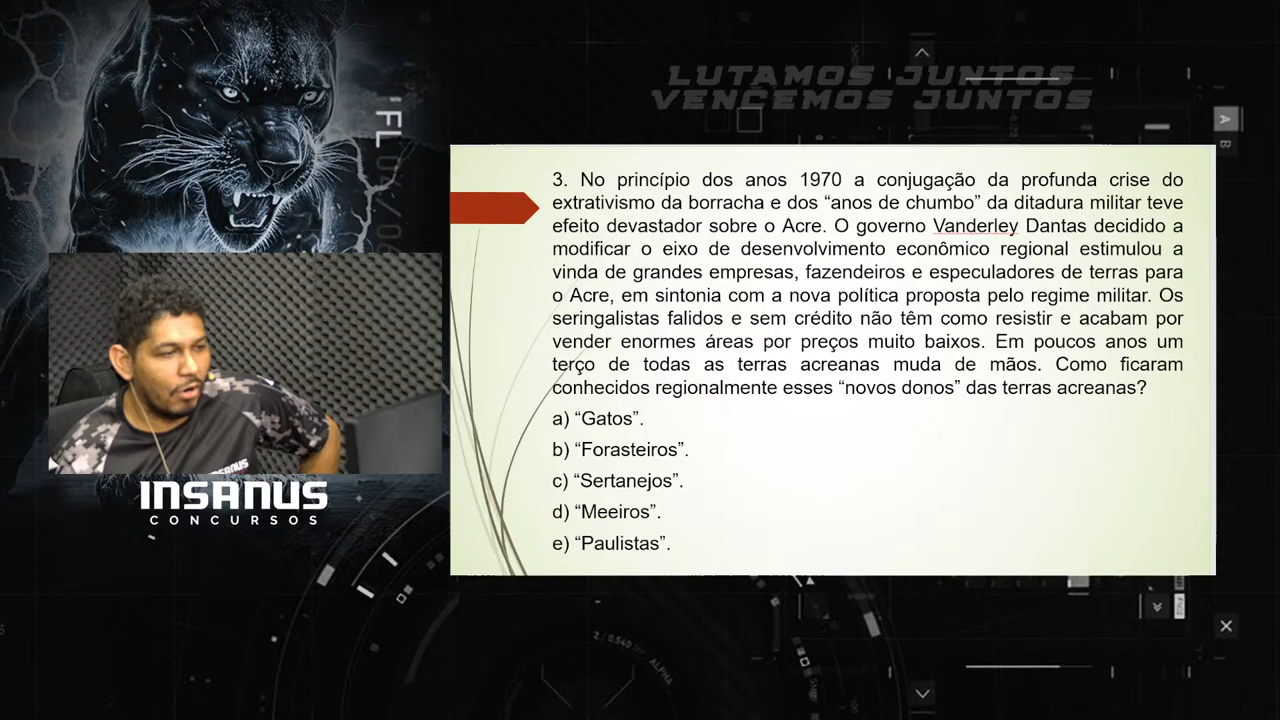 LUTAMOS JUNTOS
VENCEMOS JUNTOS
A
B
3. No princípio dos anos 1970 a conjugação da profunda crise do
extrativismo da borracha e dos “anos de chumbo” da ditadura militar teve
efeito devastador sobre o Acre. O governo Vanderley Dantas decidido a
modificar o eixo de desenvolvimento econômico regional estimulou a
vinda de grandes empresas, fazendeiros e especuladores de terras para
o Acre, em sintonia com a nova política proposta pelo regime militar. Os
seringalistas falidos e sem crédito não têm como resistir e acabam por
vender enormes áreas por preços muito baixos. Em poucos anos um
terço de todas as terras acreanas muda de mãos. Como ficaram
conhecidos regionalmente esses “novos donos” das terras acreanas?
a) “Gatos”.
b) “Forasteiros”.
c) “Sertanejos”.
d) “Meeiros”.
e) “Paulistas”.
INSANUS
CONCURSOS